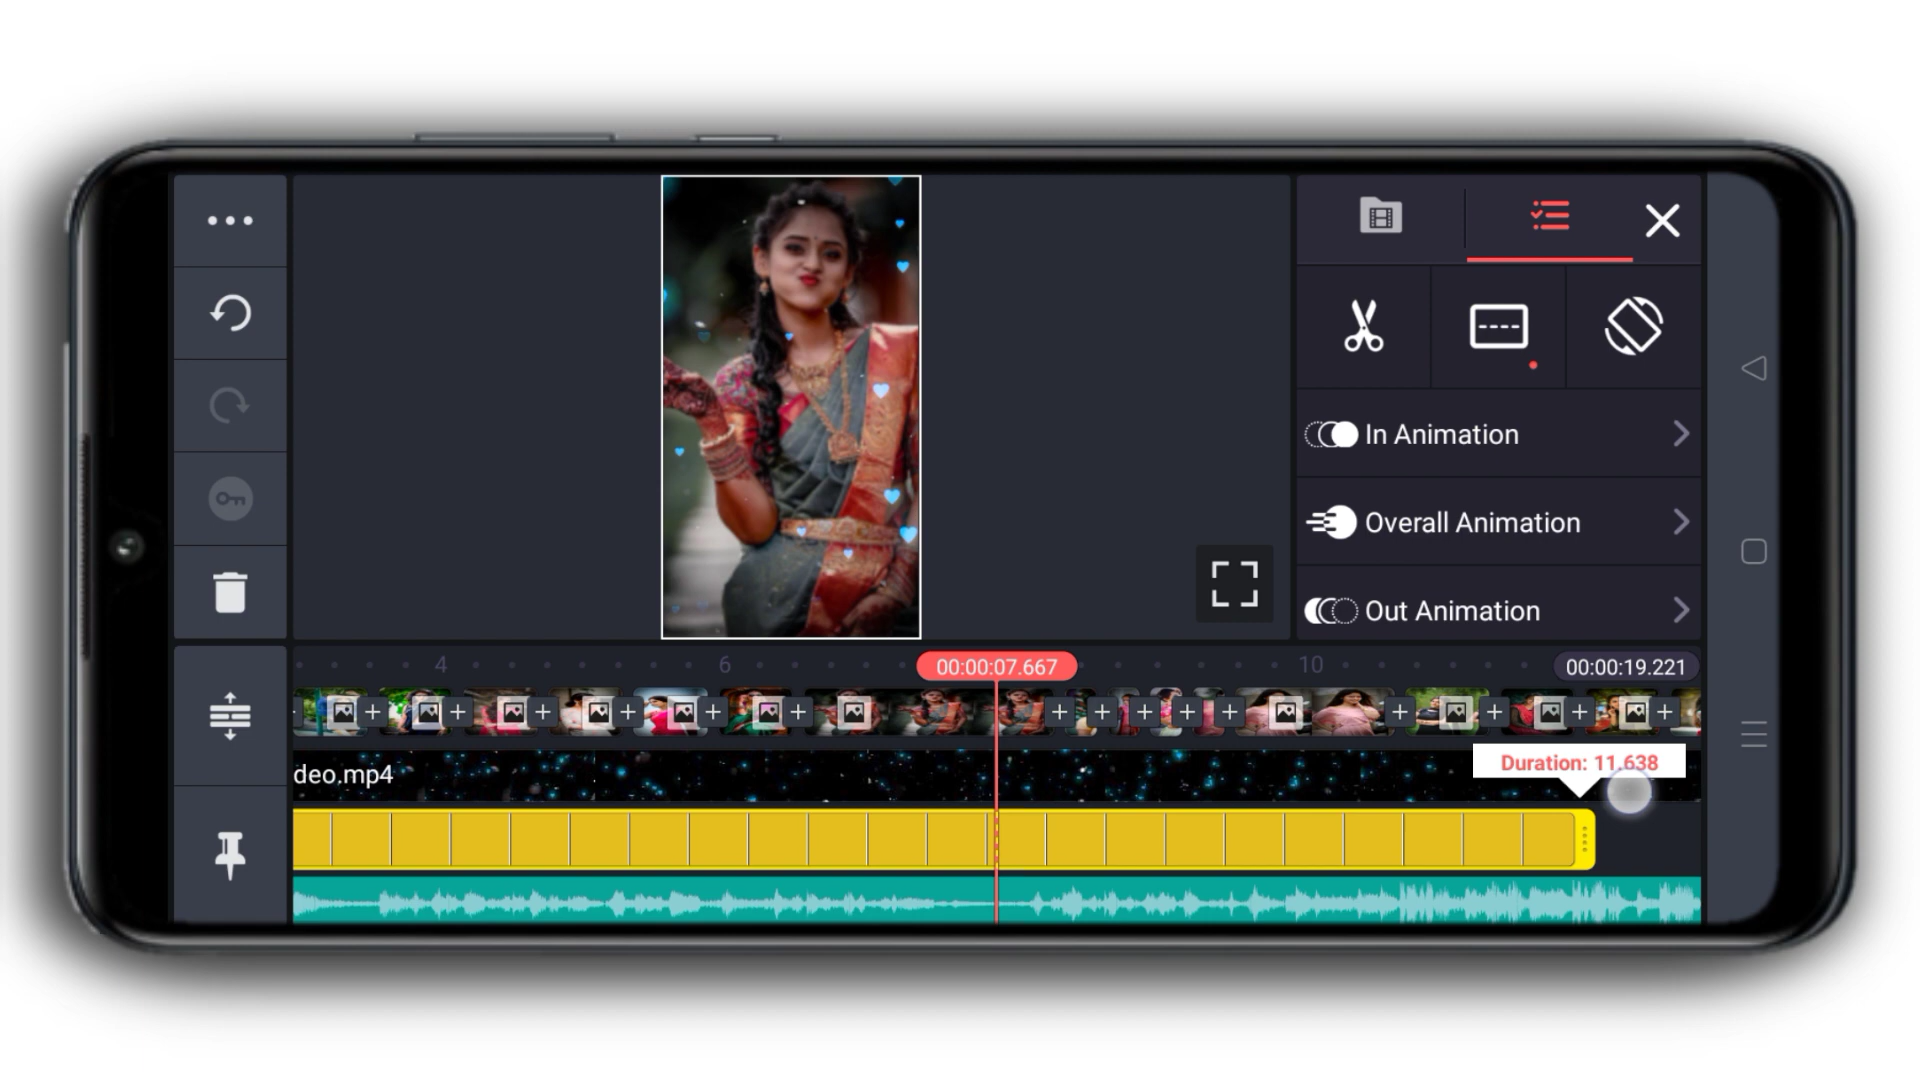 In Animation
Overall Animation
Out Animation
4
6
00:00:07.667
10
00:00:19.221
deo.mp4
Duration: 11.638